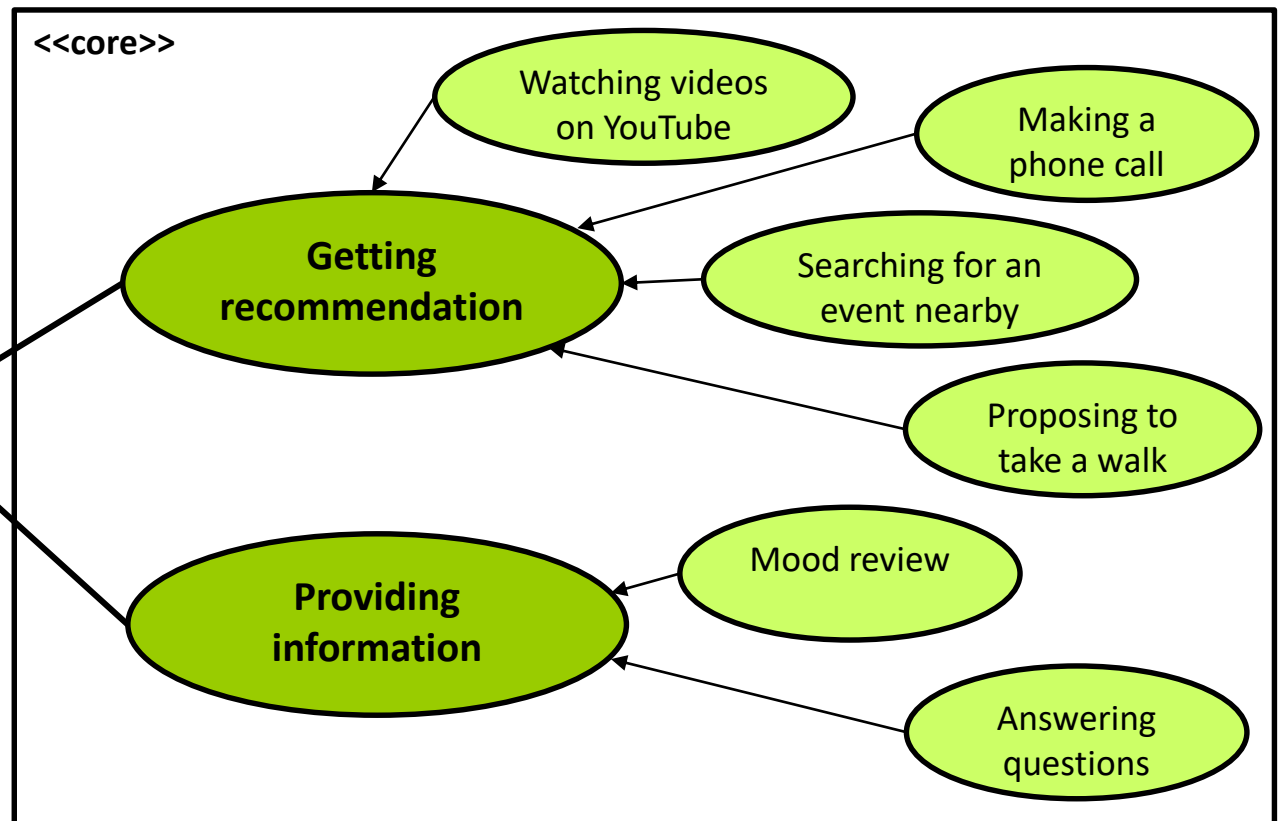 <<core>>
Watching videos
on YouTube
Making a
phone call
Getting
recommendation
Searching for an
event nearby
Proposing to
take a walk
Mood review
Providing
information
Answering
questions